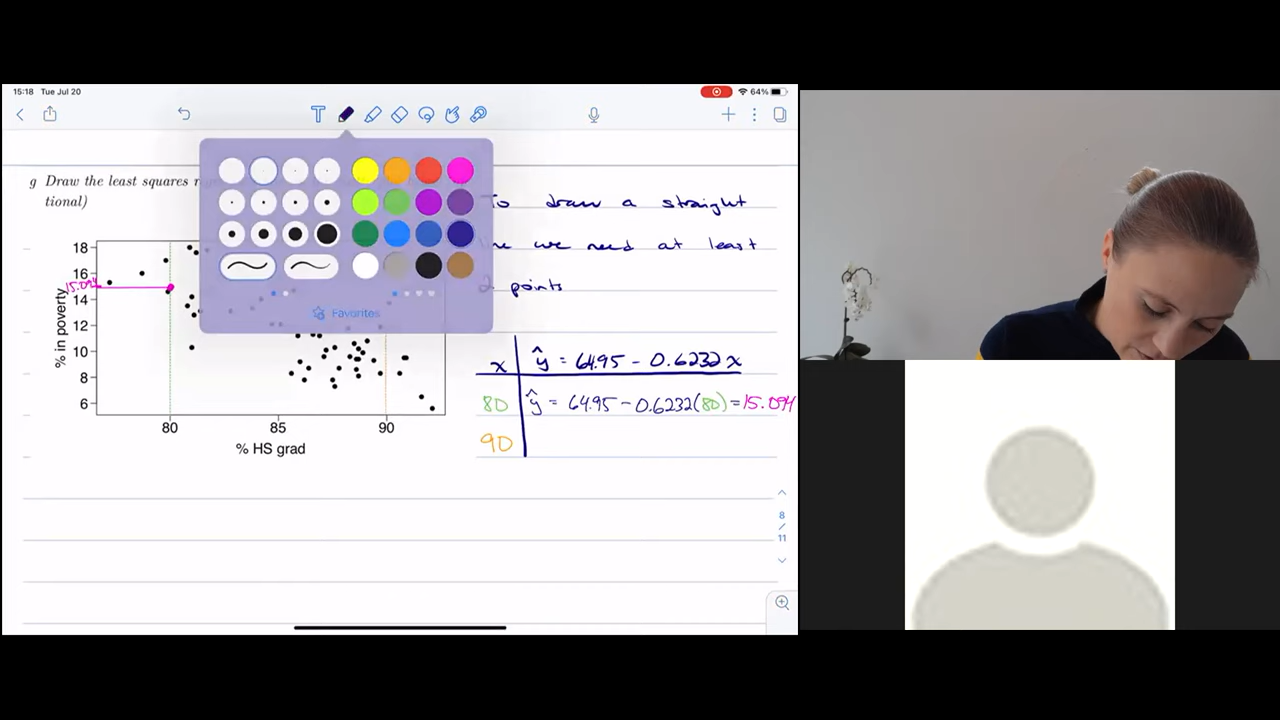 15:18 Tue Jul 20
64%
T
g Draw the least squares
tional)
To draw a straight
we need at least
2 points
Favorites
18
16
15.094
14
12
10
8
6
% in poverty
80
85
90
% HS grad
x ŷ = 64.95 - 0.6232x
80 ŷ = 64.95 - 0.6232(80) = 15.094
90
8
/
11